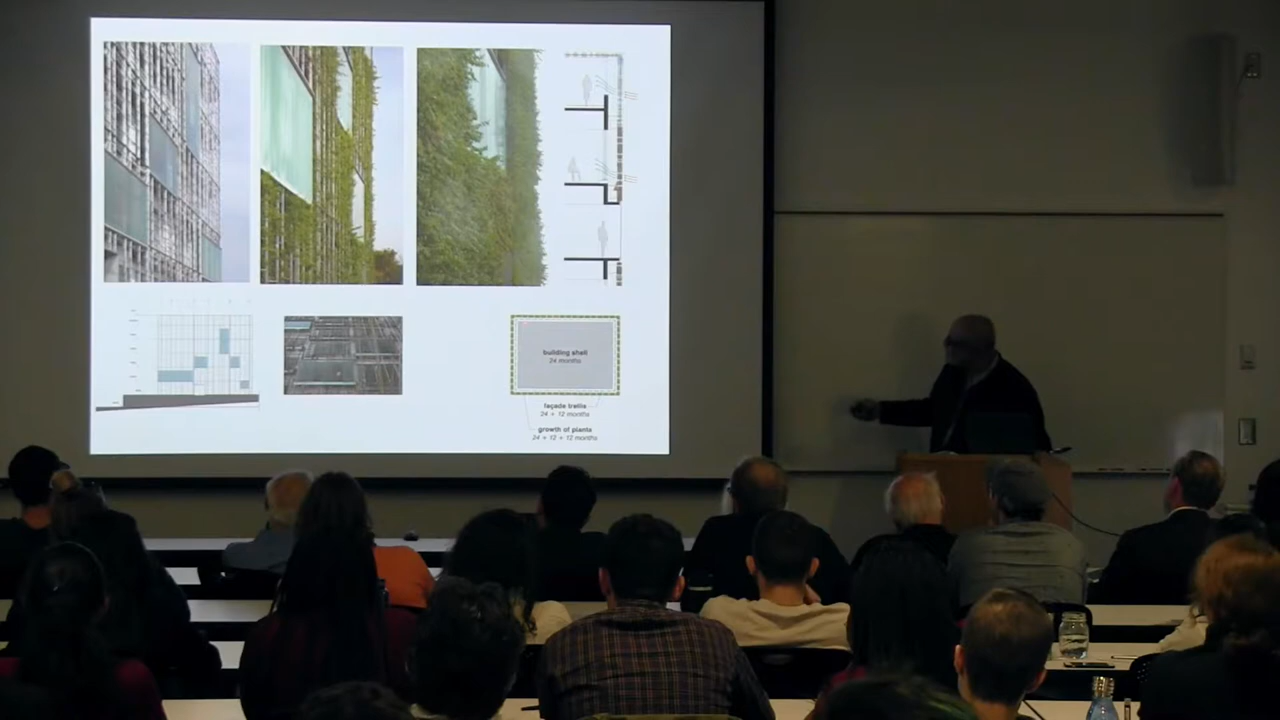 building shell
24 months
façade trellis
24 + 12 months
growth of plants
24 + 12 + 12 months